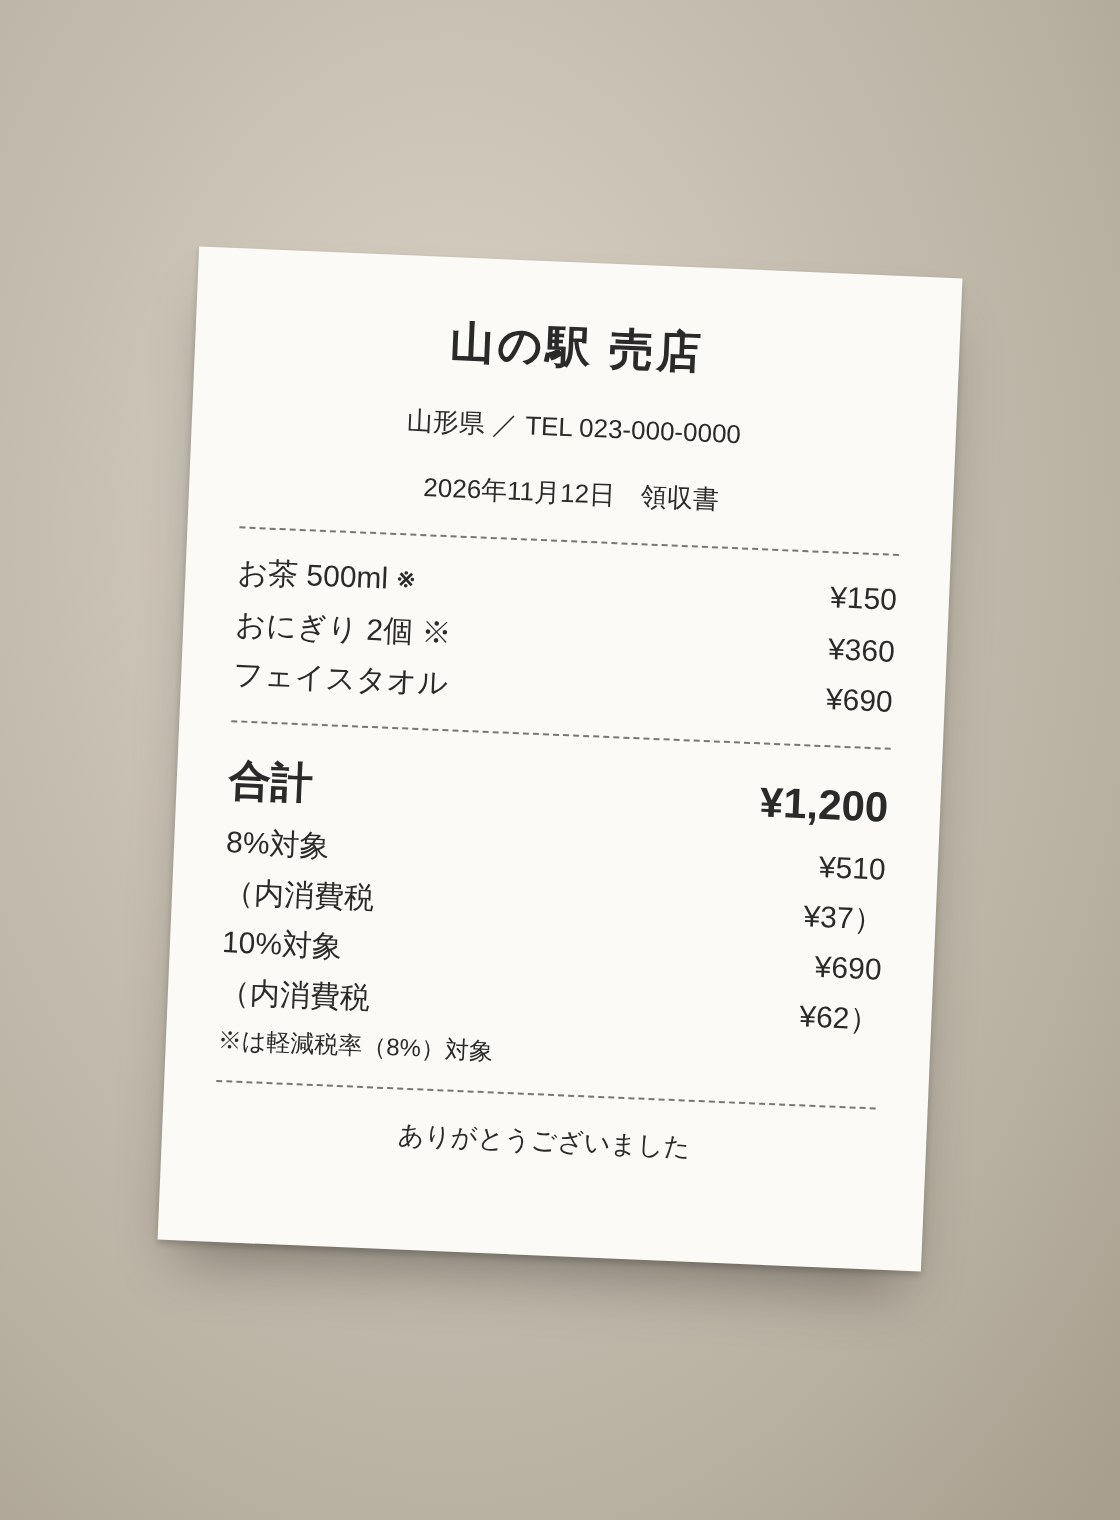 山の駅 売店
山形県 ／ TEL 023-000-0000
2026年11月12日　領収書
お茶 500ml ※ ¥150
おにぎり 2個 ※ ¥360
フェイスタオル ¥690
合計 ¥1,200
8%対象 ¥510
（内消費税 ¥37）
10%対象 ¥690
（内消費税 ¥62）
※は軽減税率（8%）対象
ありがとうございました